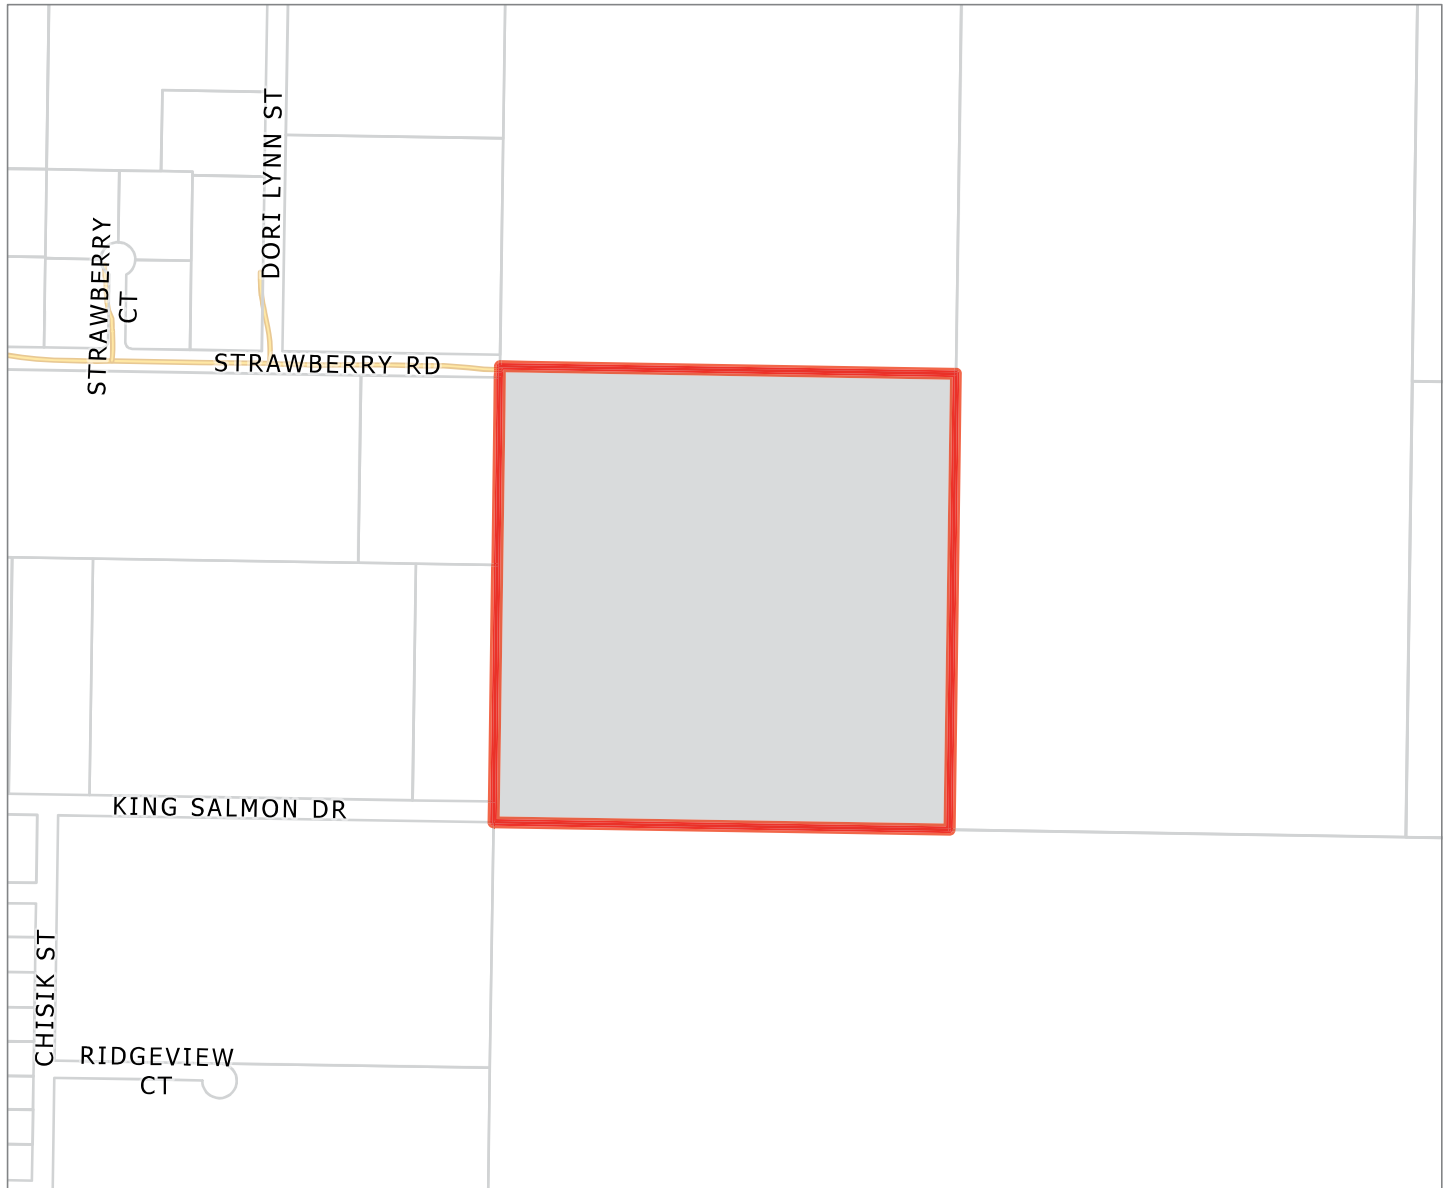 DORI LYNN ST
STRAWBERRY
CT
STRAWBERRY RD
KING SALMON DR
CHISIK ST
RIDGEVIEW
CT